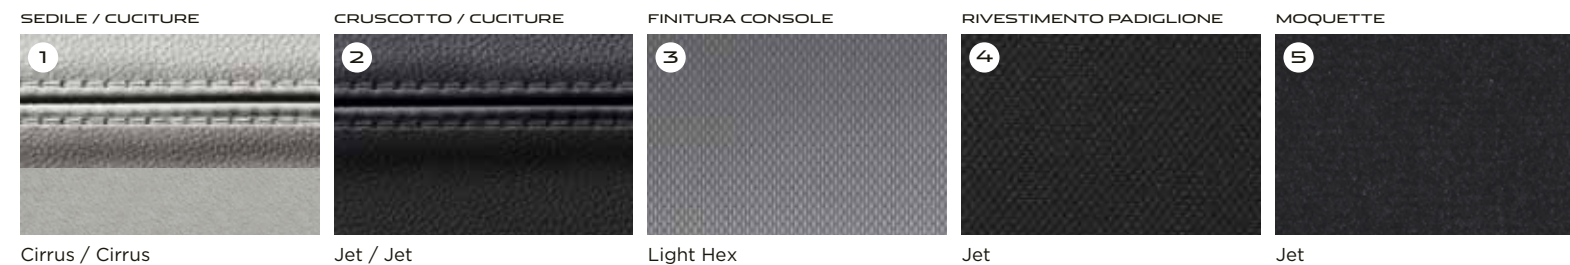 SEDILE / CUCITURE
1
Cirrus / Cirrus
CRUSCOTTO / CUCITURE
2
Jet / Jet
FINITURA CONSOLE
3
Light Hex
RIVESTIMENTO PADIGLIONE
4
Jet
MOQUETTE
5
Jet